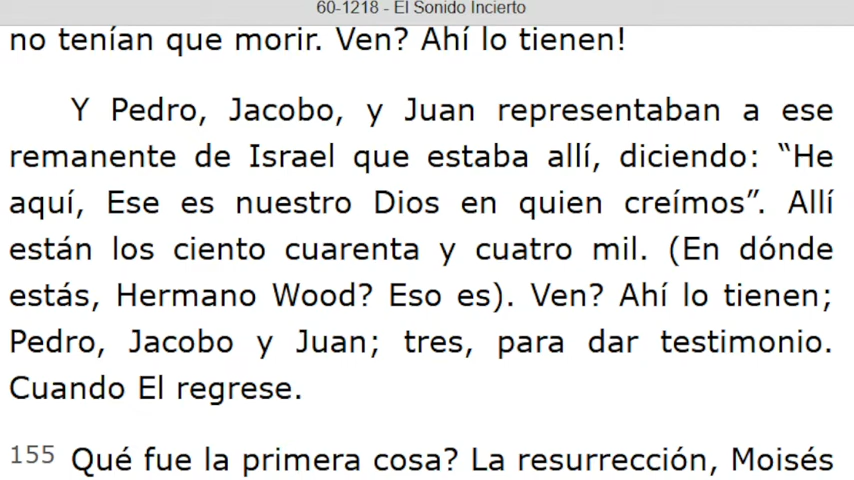 60-1218 - El Sonido Incierto
no tenían que morir. Ven? Ahí lo tienen!
Y Pedro, Jacobo, y Juan representaban a ese
remanente de Israel que estaba allí, diciendo: “He
aquí, Ese es nuestro Dios en quien creímos”. Allí
están los ciento cuarenta y cuatro mil. (En dónde
estás, Hermano Wood? Eso es). Ven? Ahí lo tienen;
Pedro, Jacobo y Juan; tres, para dar testimonio.
Cuando El regrese.
155 Qué fue la primera cosa? La resurrección, Moisés